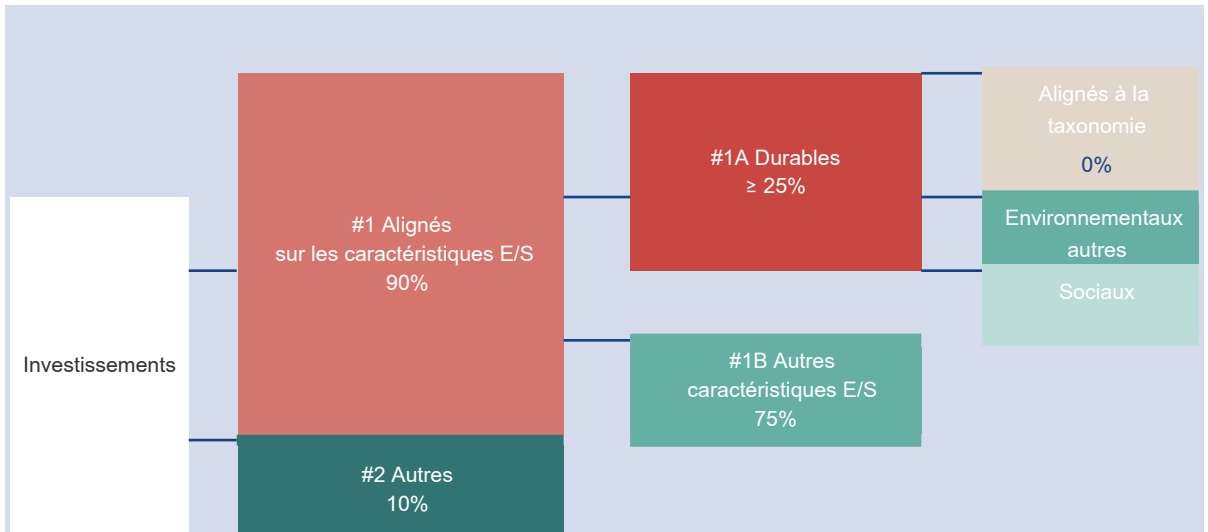 Investissements
#1 Alignés
sur les caractéristiques E/S
90%
#2 Autres
10%
#1A Durables
≥ 25%
#1B Autres
caractéristiques E/S
75%
Alignés à la
taxonomie
0%
Environnementaux
autres
Sociaux